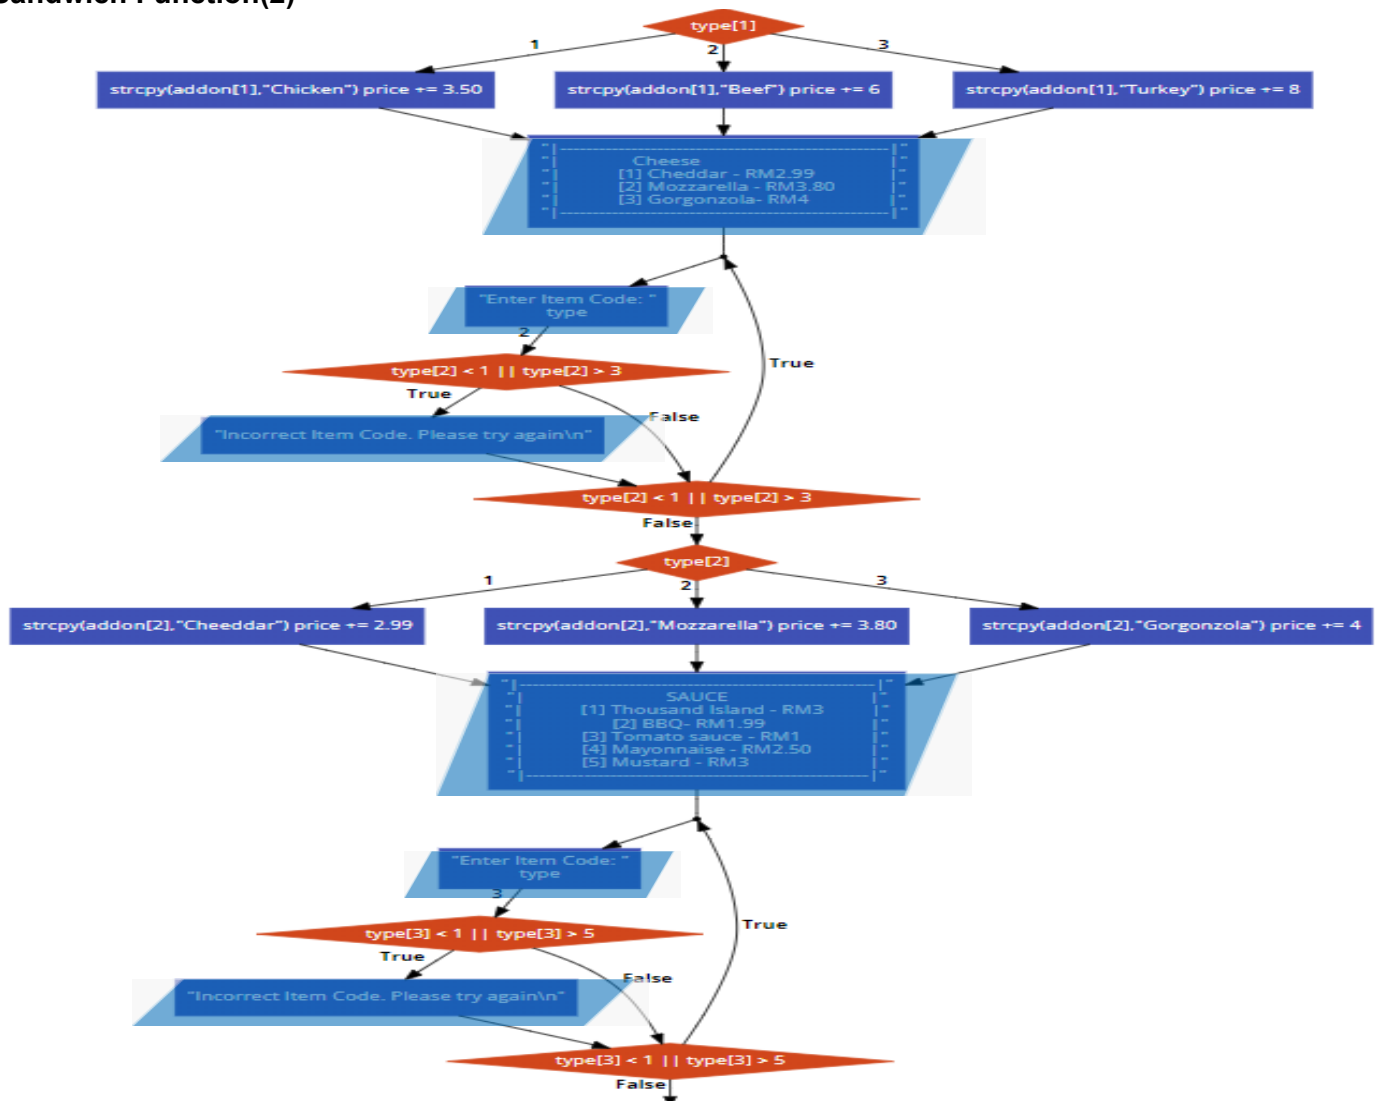 Sandwich Function(2)
type[1]
1
2
3
strcpy(addon[1],"Chicken") price += 3.50
strcpy(addon[1],"Beef") price += 6
strcpy(addon[1],"Turkey") price += 8
"|--------------------------------------------------|"
"| Cheese |"
"| [1] Cheddar - RM2.99 |"
"| [2] Mozzarella - RM3.80 |"
"| [3] Gorgonzola- RM4 |"
"|--------------------------------------------------|"
"Enter Item Code: "
type
2
type[2] < 1 || type[2] > 3
True
True
False
"Incorrect Item Code. Please try again\n"
type[2] < 1 || type[2] > 3
False
type[2]
1
2
3
strcpy(addon[2],"Cheeddar") price += 2.99
strcpy(addon[2],"Mozzarella") price += 3.80
strcpy(addon[2],"Gorgonzola") price += 4
"|--------------------------------------------------|"
"| SAUCE |"
"| [1] Thousand Island - RM3 |"
"| [2] BBQ- RM1.99 |"
"| [3] Tomato sauce - RM1 |"
"| [4] Mayonnaise - RM2.50 |"
"| [5] Mustard - RM3 |"
"|--------------------------------------------------|"
"Enter Item Code: "
type
3
type[3] < 1 || type[3] > 5
True
True
False
"Incorrect Item Code. Please try again\n"
type[3] < 1 || type[3] > 5
False